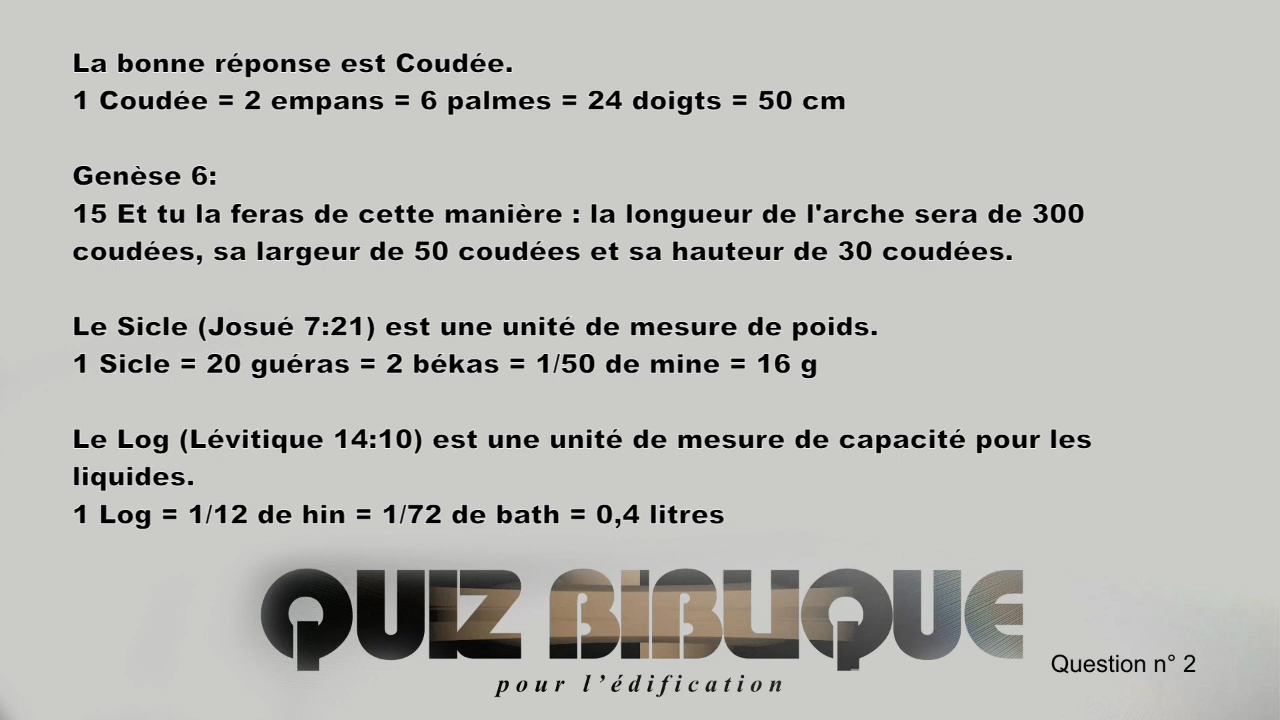 La bonne réponse est Coudée.
1 Coudée = 2 empans = 6 palmes = 24 doigts = 50 cm
Genèse 6:
15 Et tu la feras de cette manière : la longueur de l'arche sera de 300
coudées, sa largeur de 50 coudées et sa hauteur de 30 coudées.
Le Sicle (Josué 7:21) est une unité de mesure de poids.
1 Sicle = 20 guéras = 2 békas = 1/50 de mine = 16 g
Le Log (Lévitique 14:10) est une unité de mesure de capacité pour les
liquides.
1 Log = 1/12 de hin = 1/72 de bath = 0,4 litres
QUIZ BIBLIQUE
pour l’édification
Question n° 2